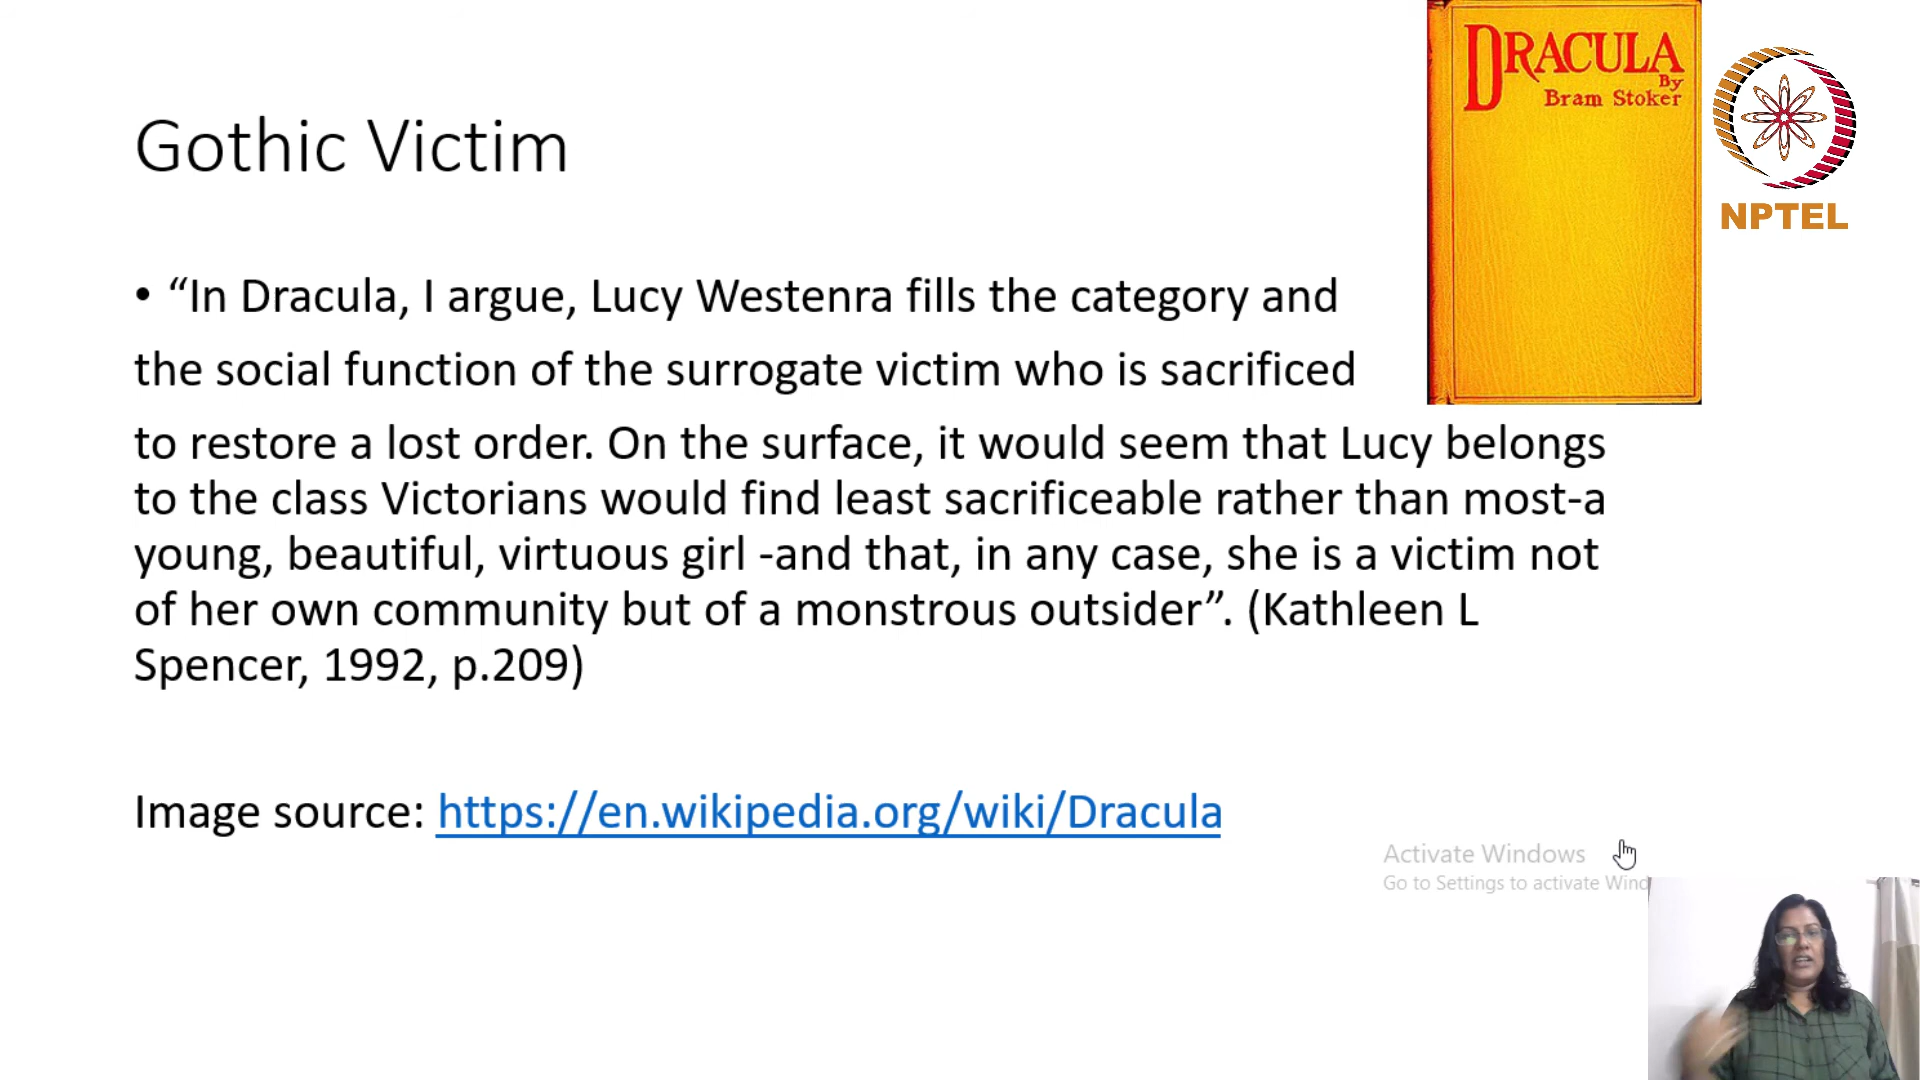 DRACULA
By
Bram Stoker
NPTEL
Gothic Victim
• “In Dracula, I argue, Lucy Westenra fills the category and
the social function of the surrogate victim who is sacrificed
to restore a lost order. On the surface, it would seem that Lucy belongs
to the class Victorians would find least sacrificeable rather than most-a
young, beautiful, virtuous girl -and that, in any case, she is a victim not
of her own community but of a monstrous outsider”. (Kathleen L
Spencer, 1992, p.209)
Image source: https://en.wikipedia.org/wiki/Dracula
Activate Windows
Go to Settings to activate Wind